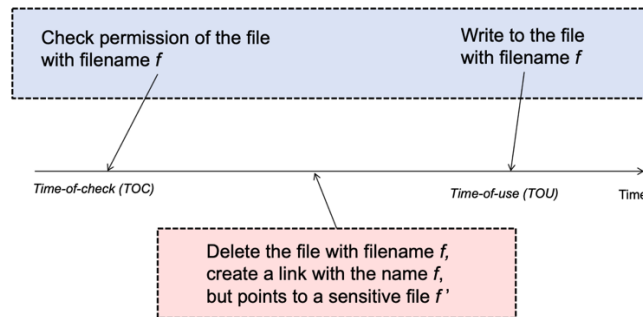 Check permission of the file
with filename f
Write to the file
with filename f
Time-of-check (TOC)
Time-of-use (TOU)
Time
Delete the file with filename f,
create a link with the name f,
but points to a sensitive file f '